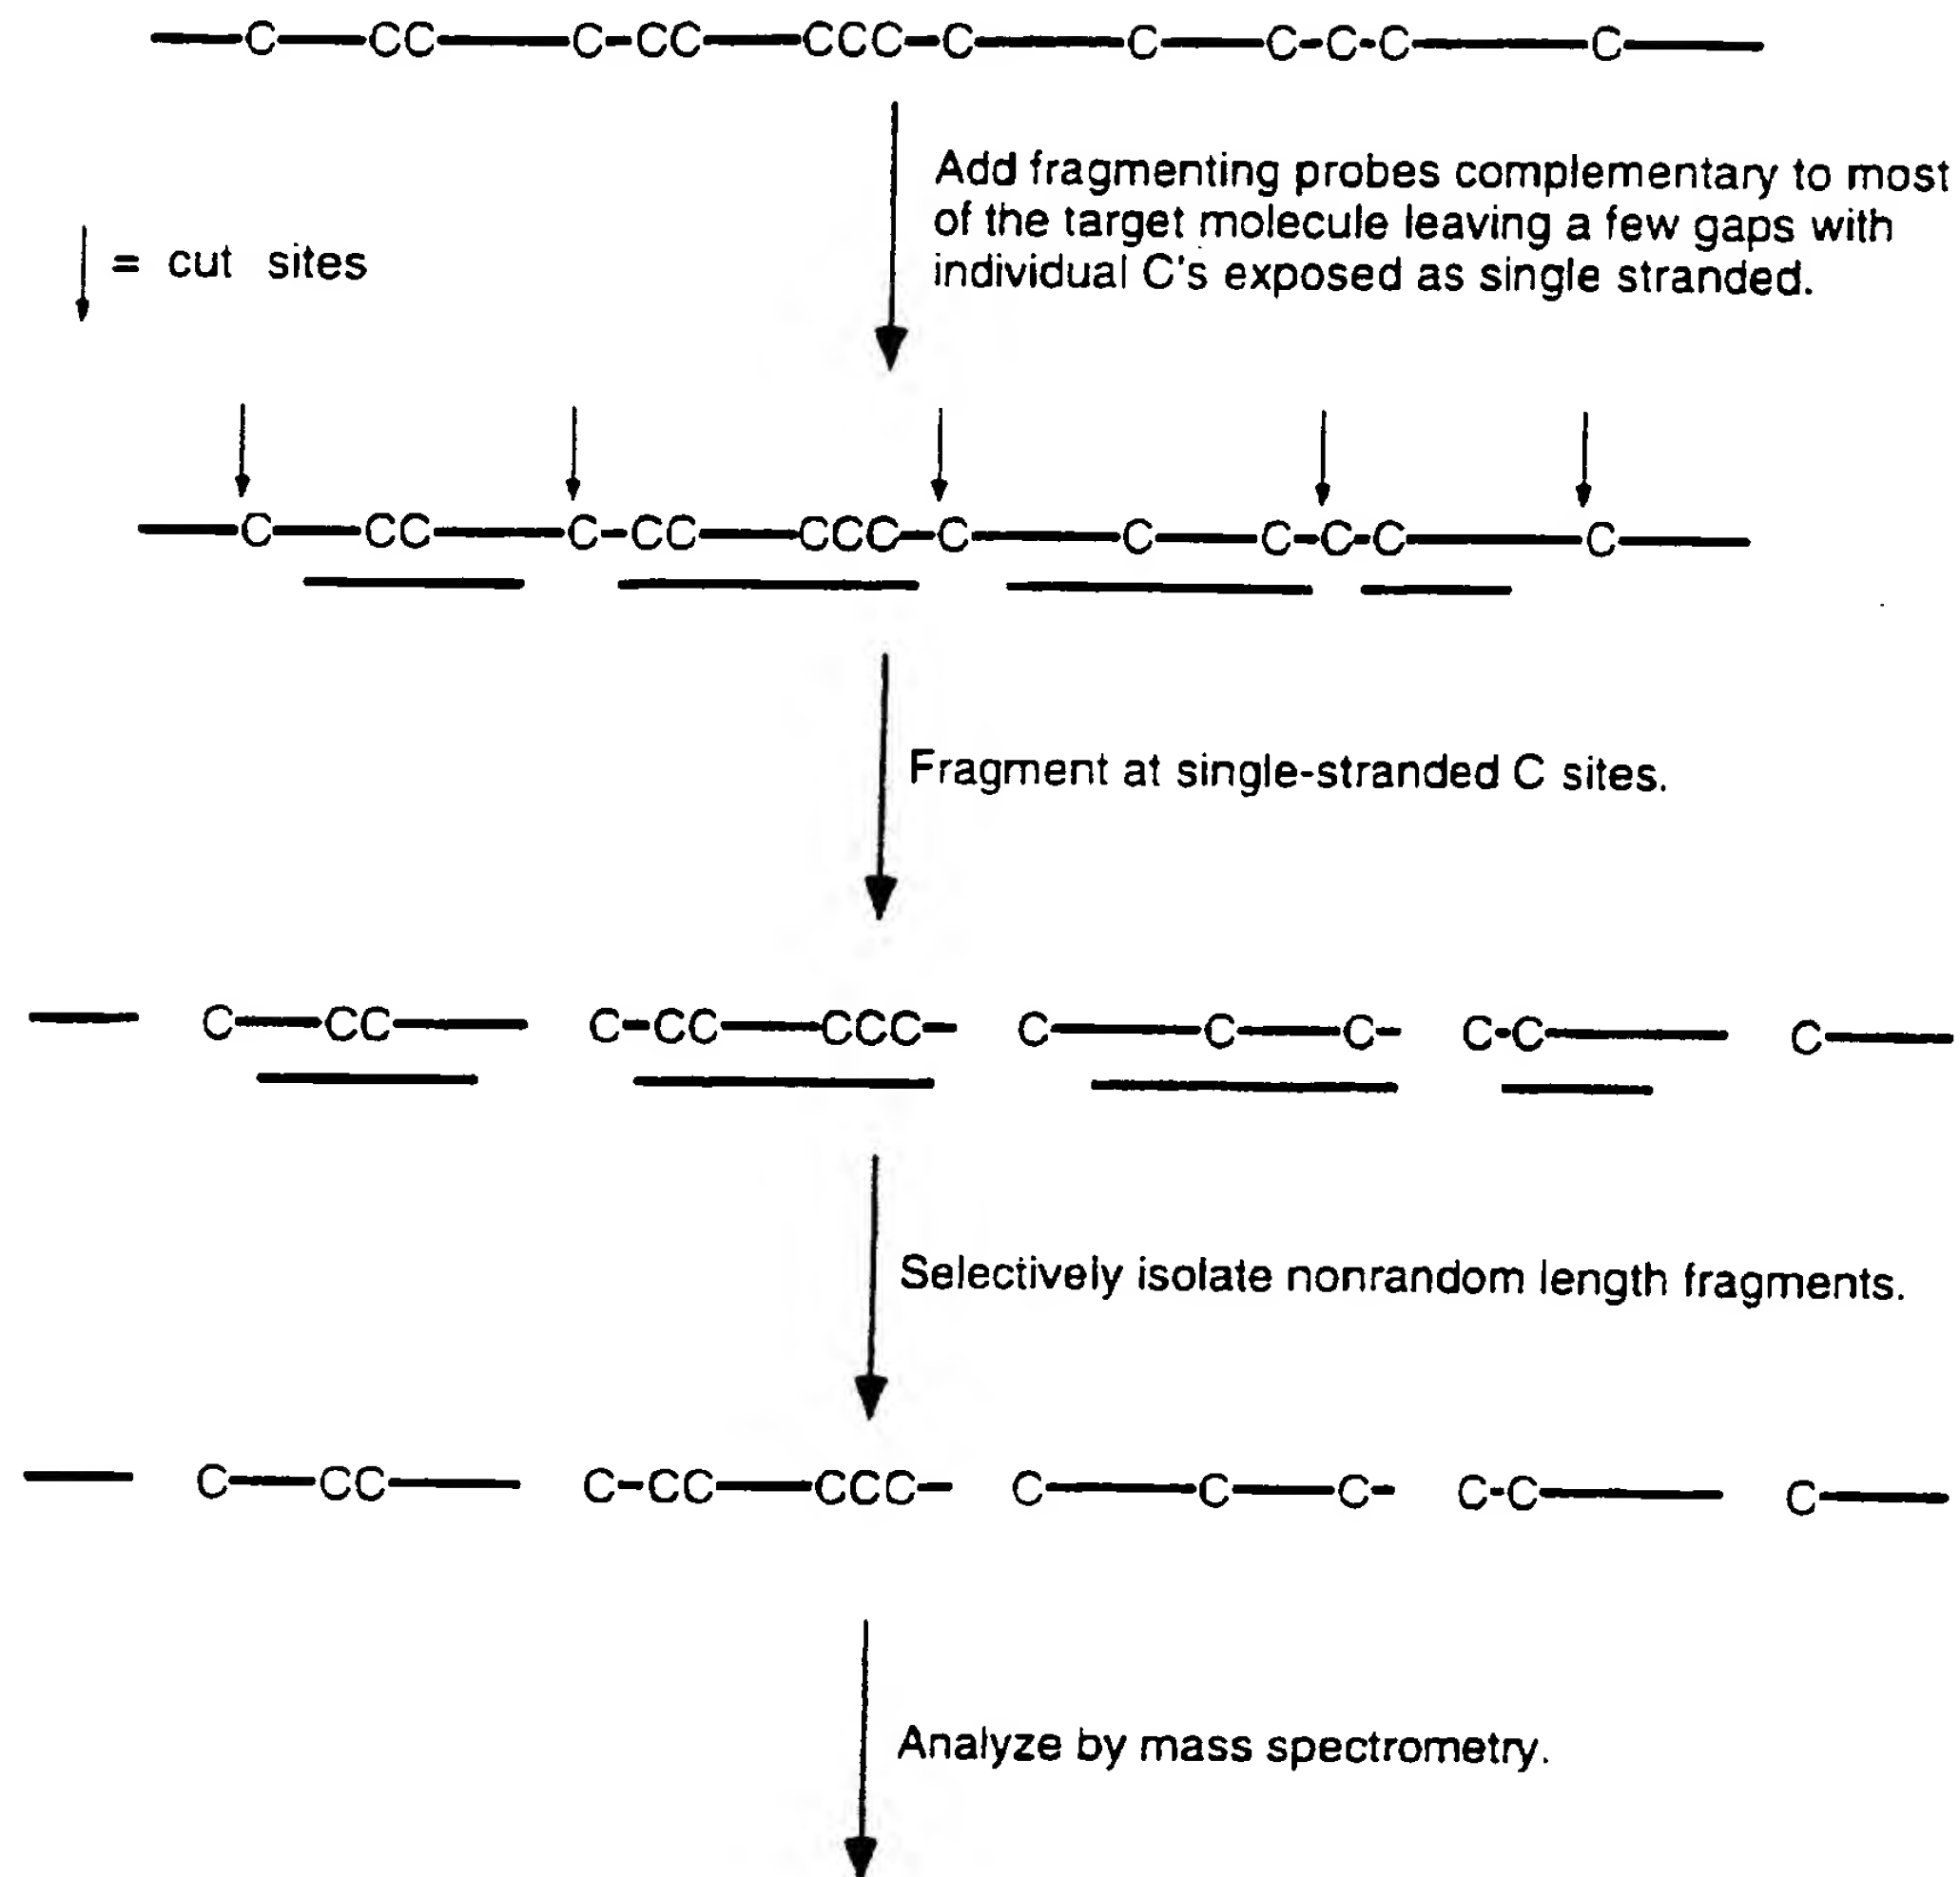 —C—CC—C-CC—CCC-C—C—C-C-C—C—
Add fragmenting probes complementary to most
of the target molecule leaving a few gaps with
individual C's exposed as single stranded.
= cut sites
—C—CC—C-CC—CCC-C—C—C-C-C—C—
Fragment at single-stranded C sites.
— C—CC— C-CC—CCC- C—C—C- C-C— C—
Selectively isolate nonrandom length fragments.
— C—CC— C-CC—CCC- C—C—C- C-C— C—
Analyze by mass spectrometry.